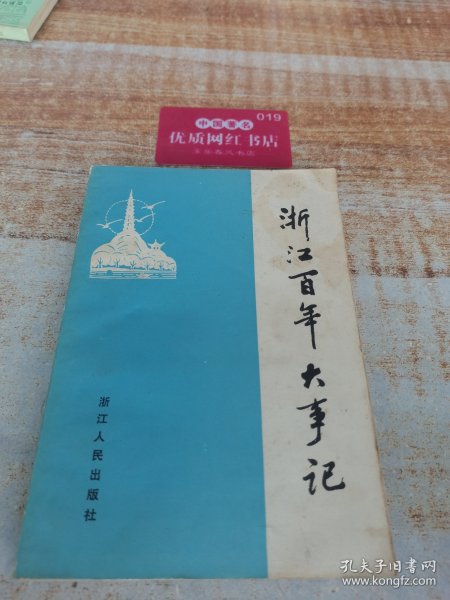 019
中国著名
优质网红书店
浙江百年大事记
浙江人民出版社
孔夫子旧书网
www.kongfz.com